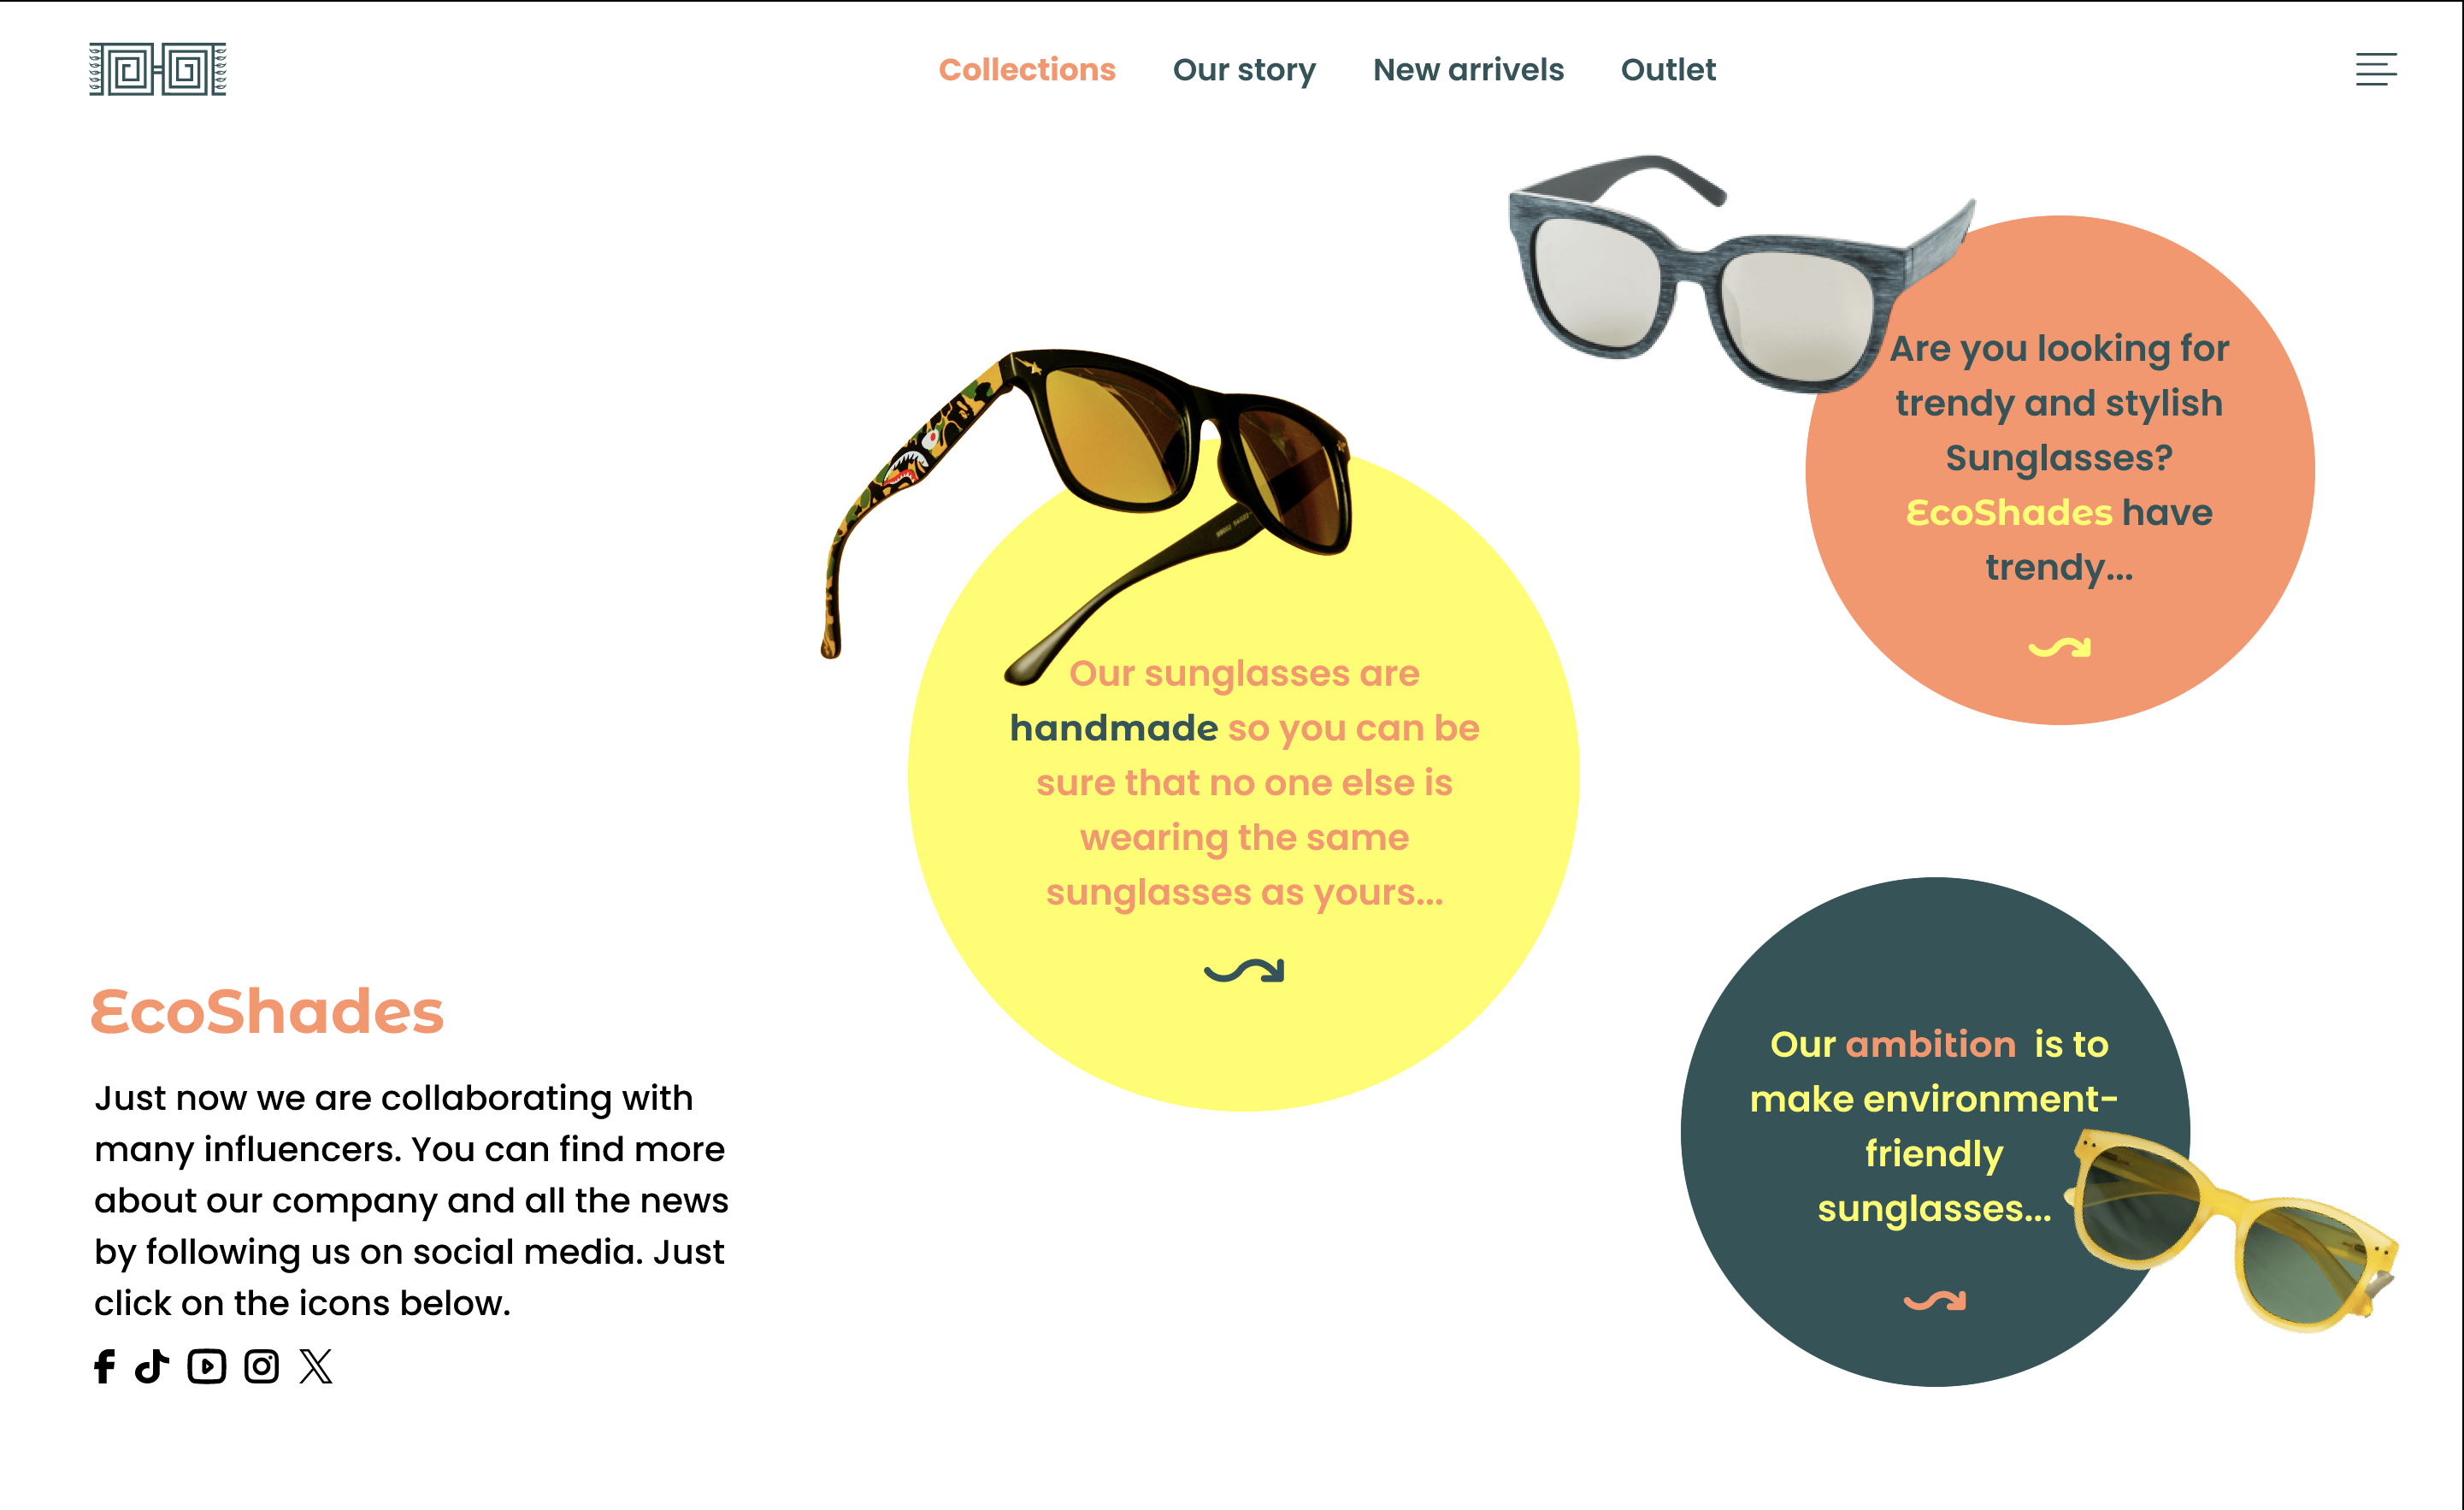 Collections Our story New arrivels Outlet
Are you looking for
trendy and stylish
Sunglasses?
EcoShades have
trendy...
Our sunglasses are
handmade so you can be
sure that no one else is
wearing the same
sunglasses as yours...
EcoShades
Just now we are collaborating with
many influencers. You can find more
about our company and all the news
by following us on social media. Just
click on the icons below.
Our ambition is to
make environment-
friendly
sunglasses...